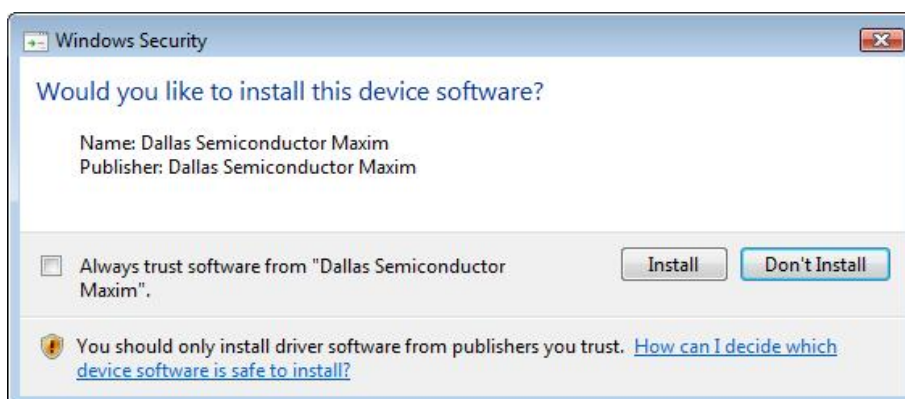 Windows Security
Would you like to install this device software?
Name: Dallas Semiconductor Maxim
Publisher: Dallas Semiconductor Maxim
Always trust software from "Dallas Semiconductor
Maxim".
Install
Don't Install
You should only install driver software from publishers you trust. How can I decide which
device software is safe to install?